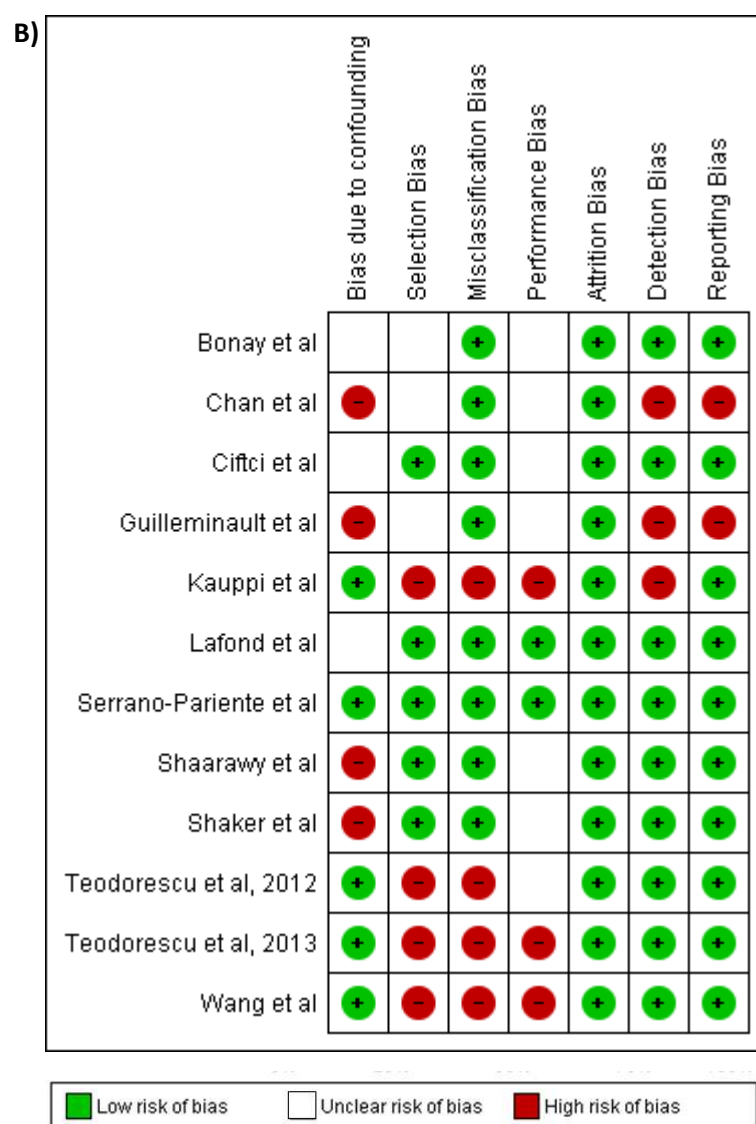 B)
Bias due to confounding
Selection Bias
Misclassification Bias
Performance Bias
Attrition Bias
Detection Bias
Reporting Bias
Bonay et al + + + +
Chan et al - + + - -
Ciftci et al + + + + +
Guilleminault et al - + + - -
Kauppi et al + - - - + - +
Lafond et al + + + + + +
Serrano-Pariente et al + + + + + + +
Shaarawy et al - + + + + +
Shaker et al - + + + + +
Teodorescu et al, 2012 + - - + + +
Teodorescu et al, 2013 + - - - + + +
Wang et al + - - - + + +
Low risk of bias Unclear risk of bias High risk of bias